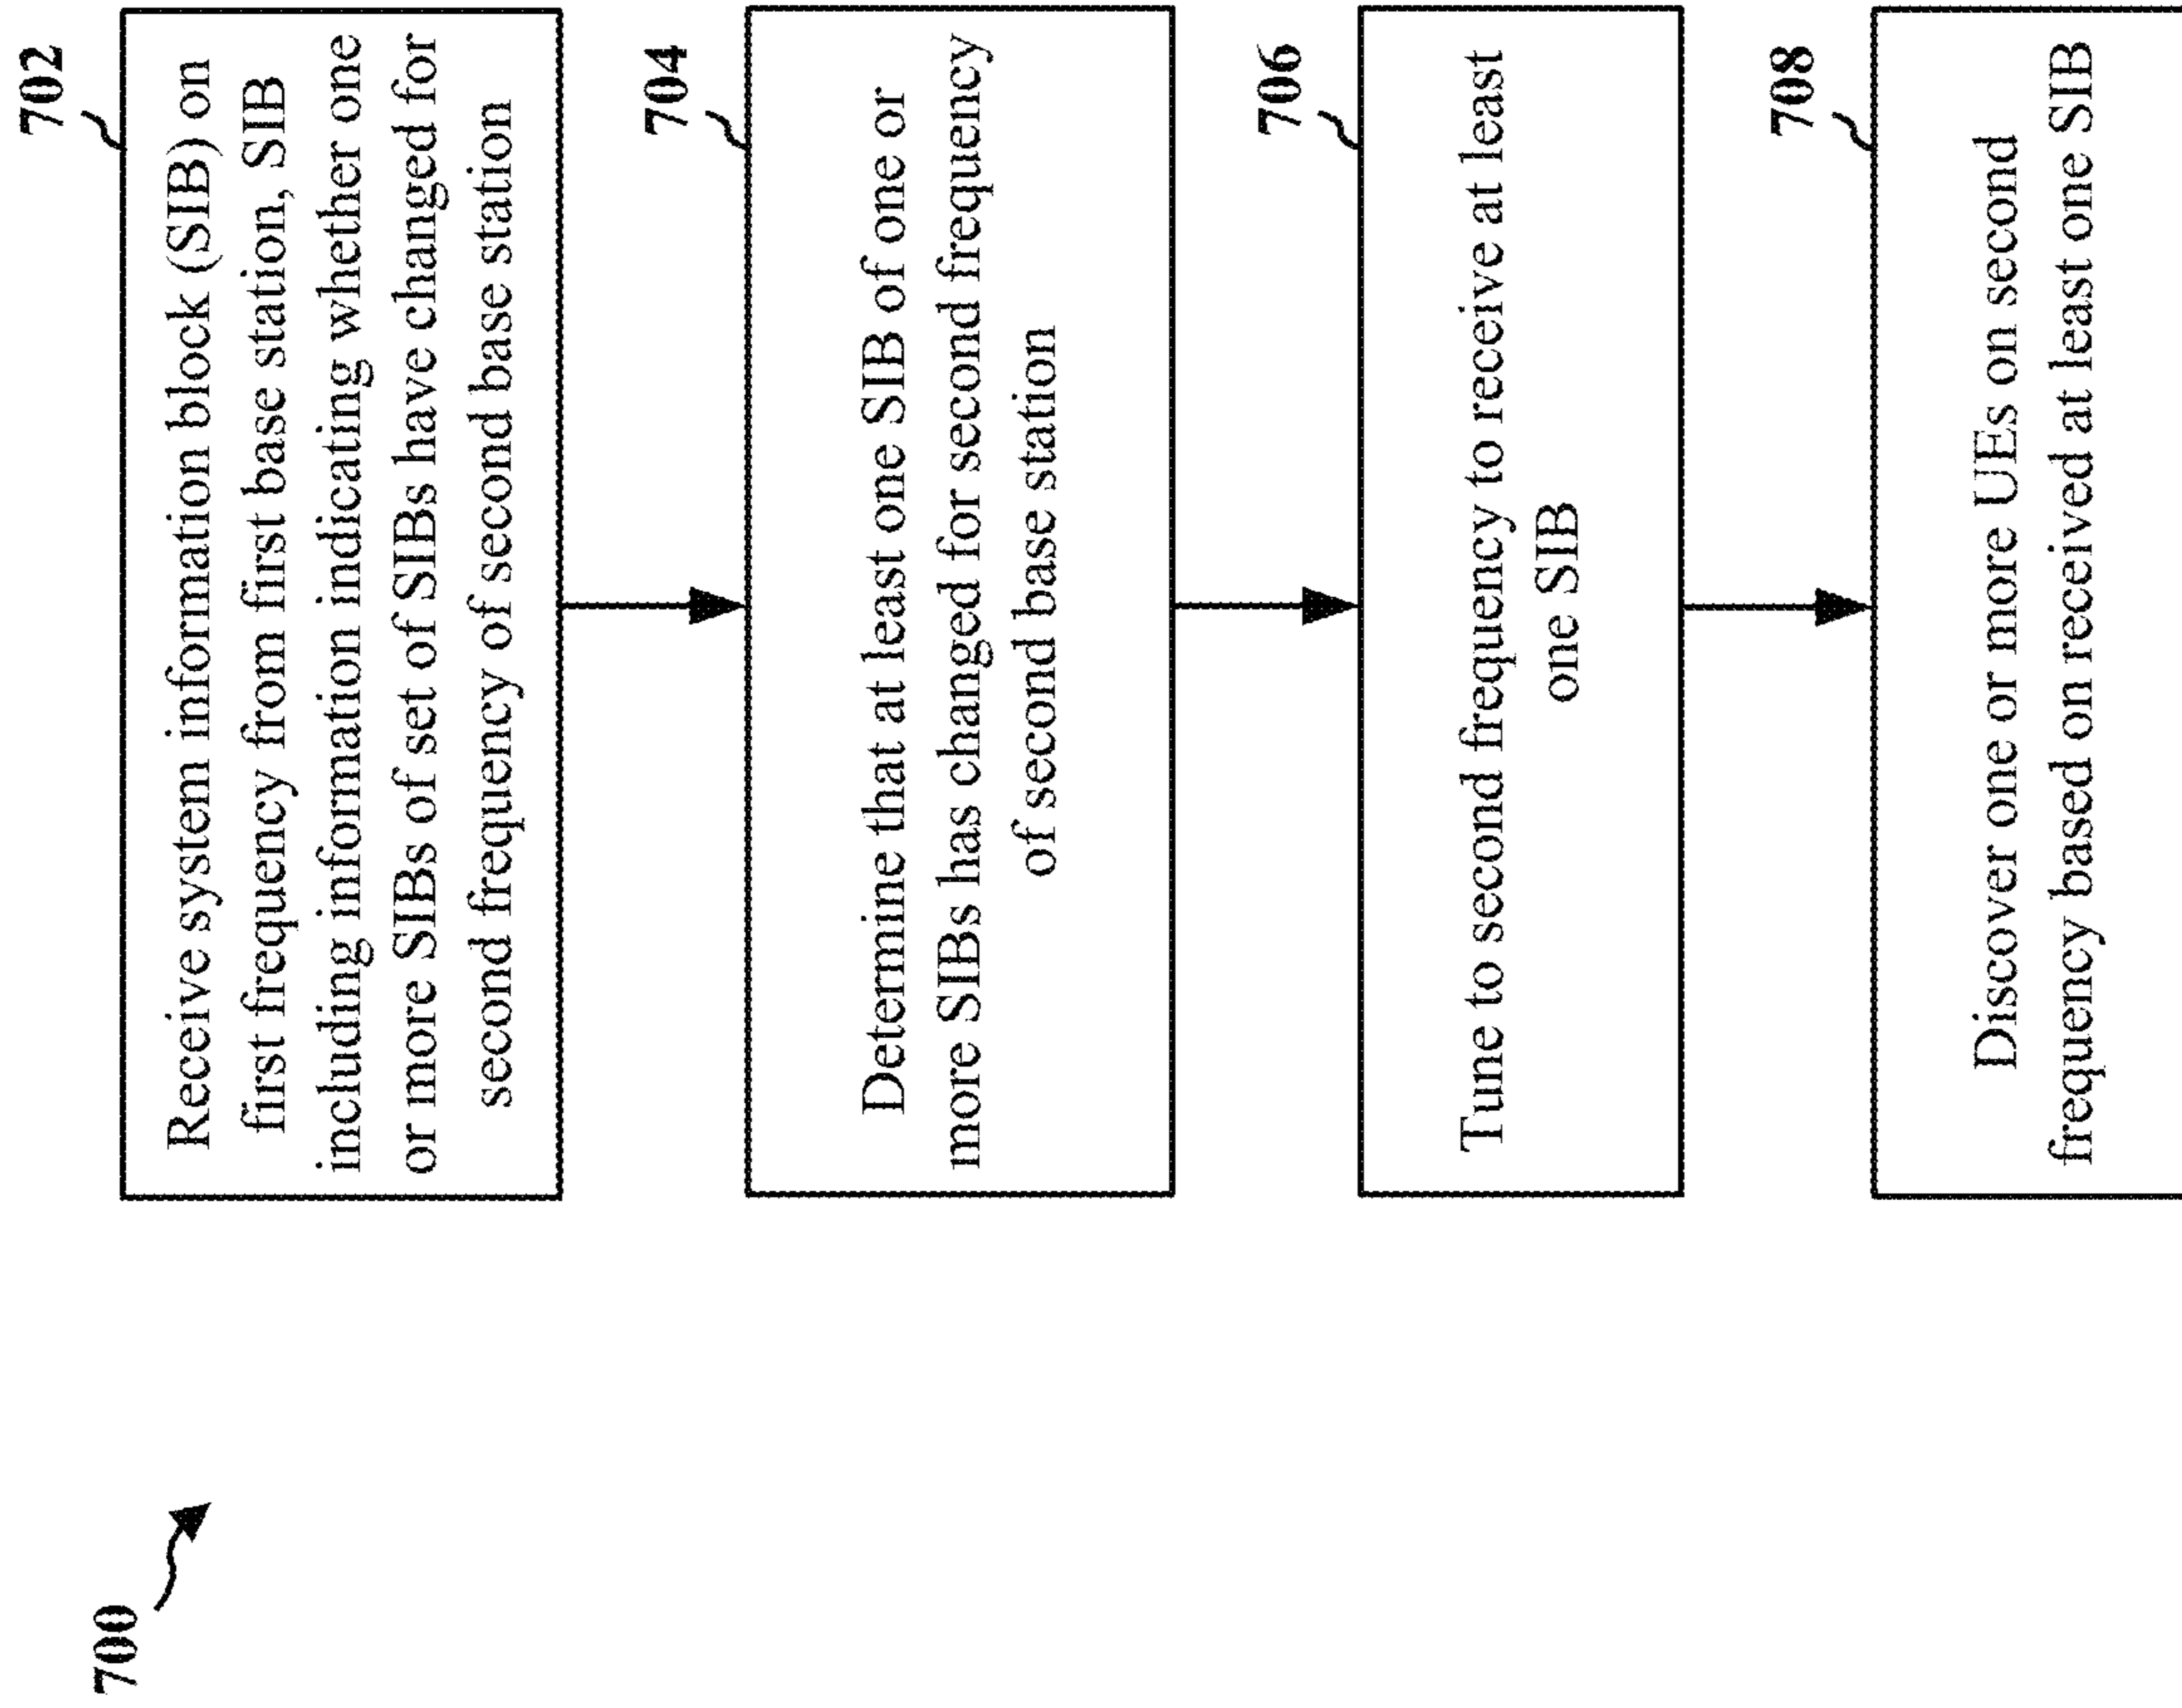 700
702
Receive system information block (SIB) on
first frequency from first base station, SIB
including information indicating whether one
or more SIBs of set of SIBs have changed for
second frequency of second base station
704
Determine that at least one SIB of one or
more SIBs has changed for second frequency
of second base station
706
Tune to second frequency to receive at least
one SIB
708
Discover one or more UEs on second
frequency based on received at least one SIB